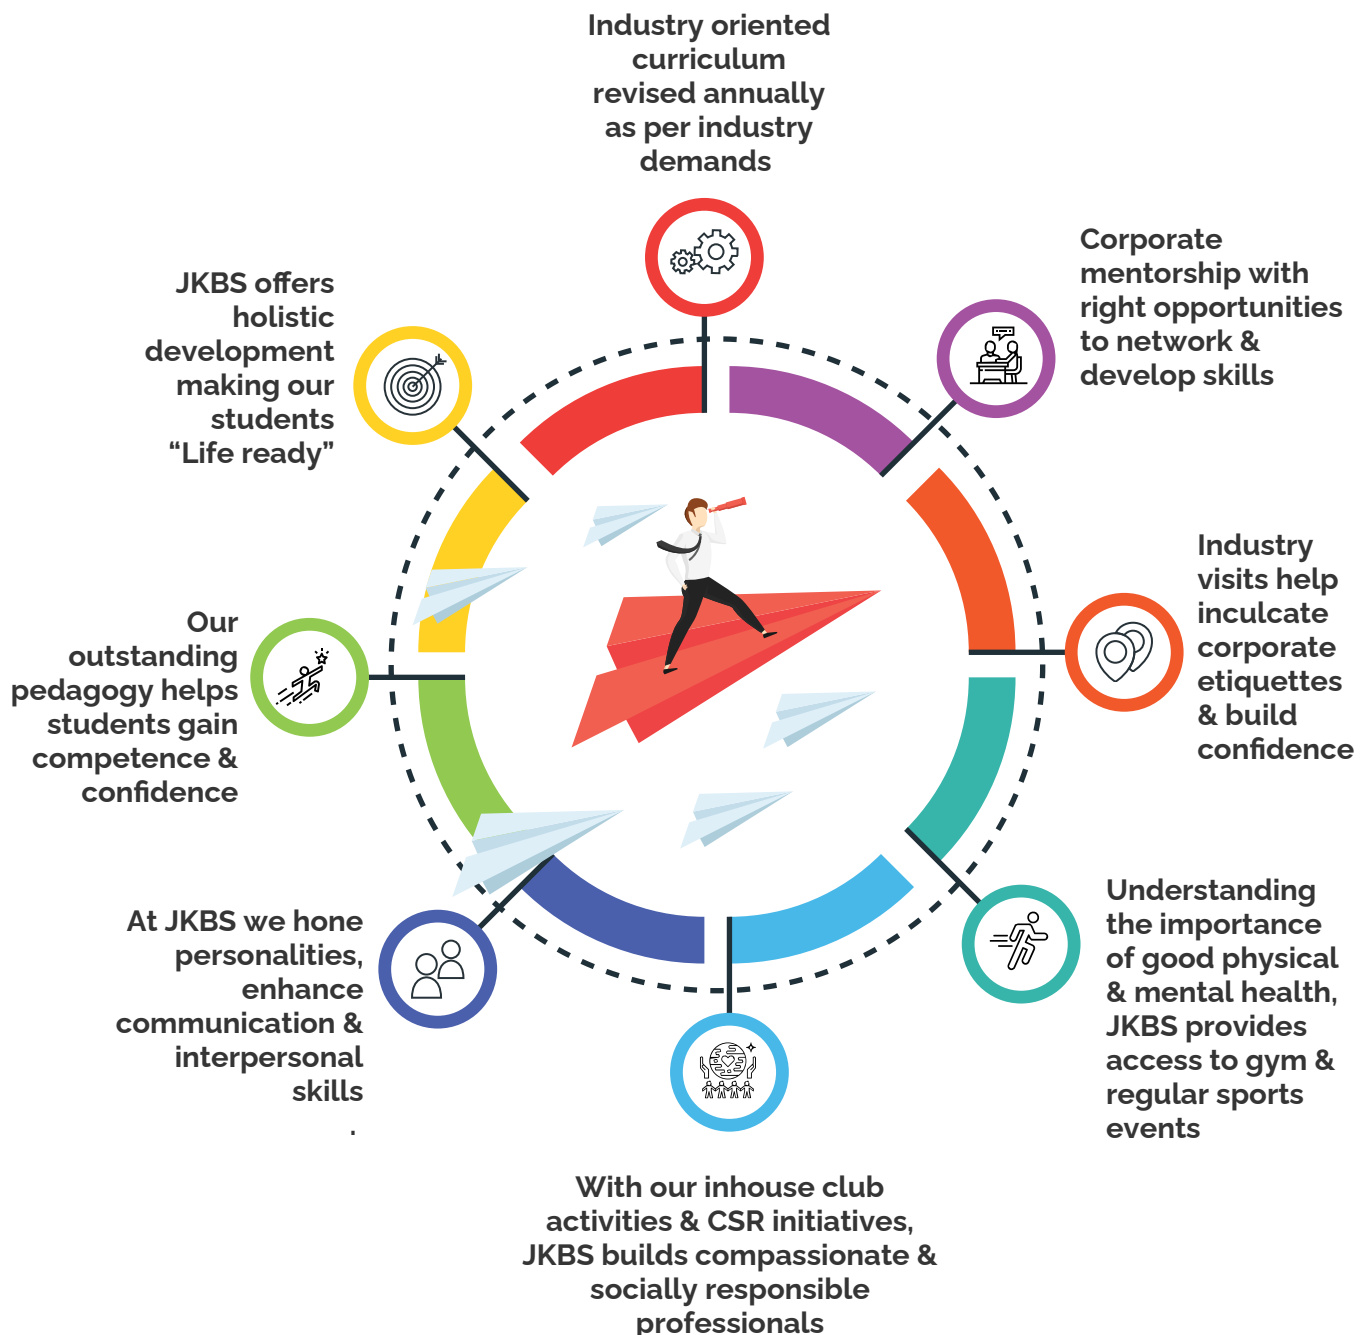 Industry oriented
curriculum
revised annually
as per industry
demands
Corporate
mentorship with
right opportunities
to network &
develop skills
Industry
visits help
inculcate
corporate
etiquettes
& build
confidence
Understanding
the importance
of good physical
& mental health,
JKBS provides
access to gym &
regular sports
events
With our inhouse club
activities & CSR initiatives,
JKBS builds compassionate &
socially responsible
professionals
At JKBS we hone
personalities,
enhance
communication &
interpersonal
skills
.
Our
outstanding
pedagogy helps
students gain
competence &
confidence
JKBS offers
holistic
development
making our
students
“Life ready”